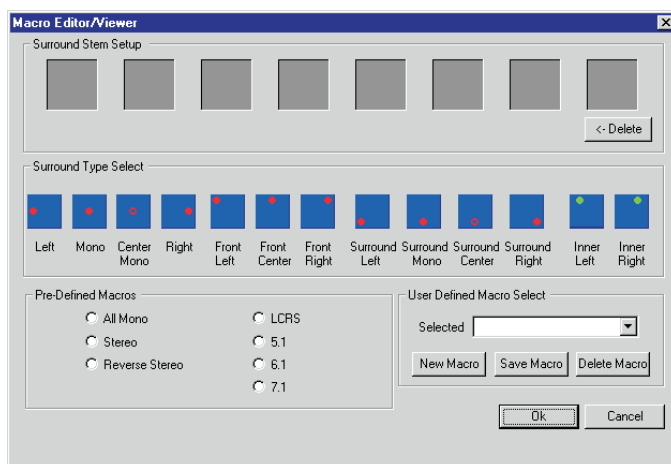 Macro Editor/Viewer
Surround Stem Setup
<- Delete
Surround Type Select
Left
Mono
Center Mono
Right
Front Left
Front Center
Front Right
Surround Left
Surround Mono
Surround Center
Surround Right
Inner Left
Inner Right
Pre-Defined Macros
All Mono
Stereo
Reverse Stereo
LCRS
5.1
6.1
7.1
User Defined Macro Select
Selected
New Macro
Save Macro
Delete Macro
Ok
Cancel